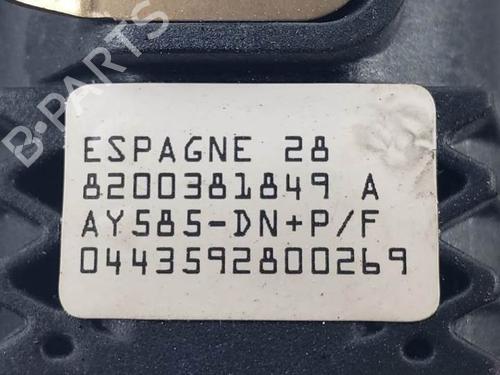 B-PARTS
ESPAGNE 28
8200381849 A
AY585-DN+P/F
0443592800269